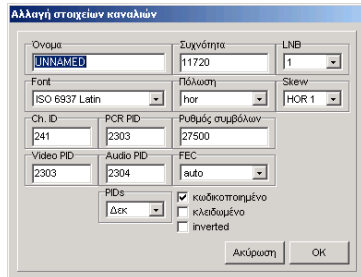 Αλλαγή στοιχείων καναλιών
Όνομα Συχνότητα LNB
UNNAMED 11720 1
Font Πόλωση Skew
ISO 6937 Latin hor HOR 1
Ch. ID PCR PID Ρυθμός συμβόλων
241 2303 27500
Video PID Audio PID FEC
2303 2304 auto
PIDs
Δεκ
κωδικοποιημένο
κλειδωμένο
inverted
Ακύρωση OK